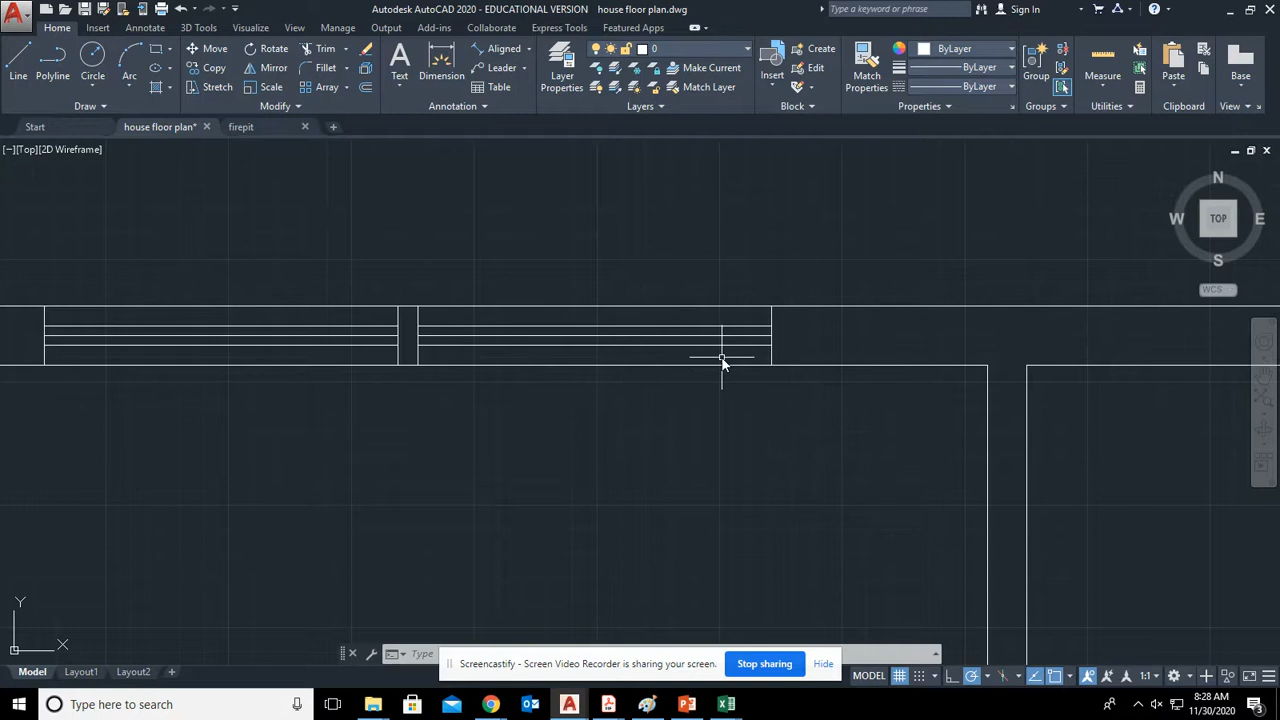 A
Autodesk AutoCAD 2020 - EDUCATIONAL VERSION house floor plan.dwg
Type a keyword or phrase
Sign In
Home Insert Annotate 3D Tools Visualize View Manage Output Add-ins Collaborate Express Tools Featured Apps
Line
Polyline
Circle
Arc
Draw
Move
Rotate
Trim
Copy
Mirror
Fillet
Stretch
Scale
Array
Modify
Text
Dimension
Aligned
Leader
Table
Annotation
Layer
Properties
0
Make Current
Match Layer
Layers
Insert
Create
Edit
Block
Match
Properties
ByLayer
ByLayer
ByLayer
Properties
Group
Groups
Measure
Utilities
Paste
Clipboard
Base
View
Start
house floor plan*
firepit
[−][Top][2D Wireframe]
N
W
TOP
E
S
WCS
Y
X
Type
Screencastify - Screen Video Recorder is sharing your screen.
Stop sharing
Hide
Model Layout1 Layout2 +
MODEL
1:1
Type here to search
8:28 AM
11/30/2020
3